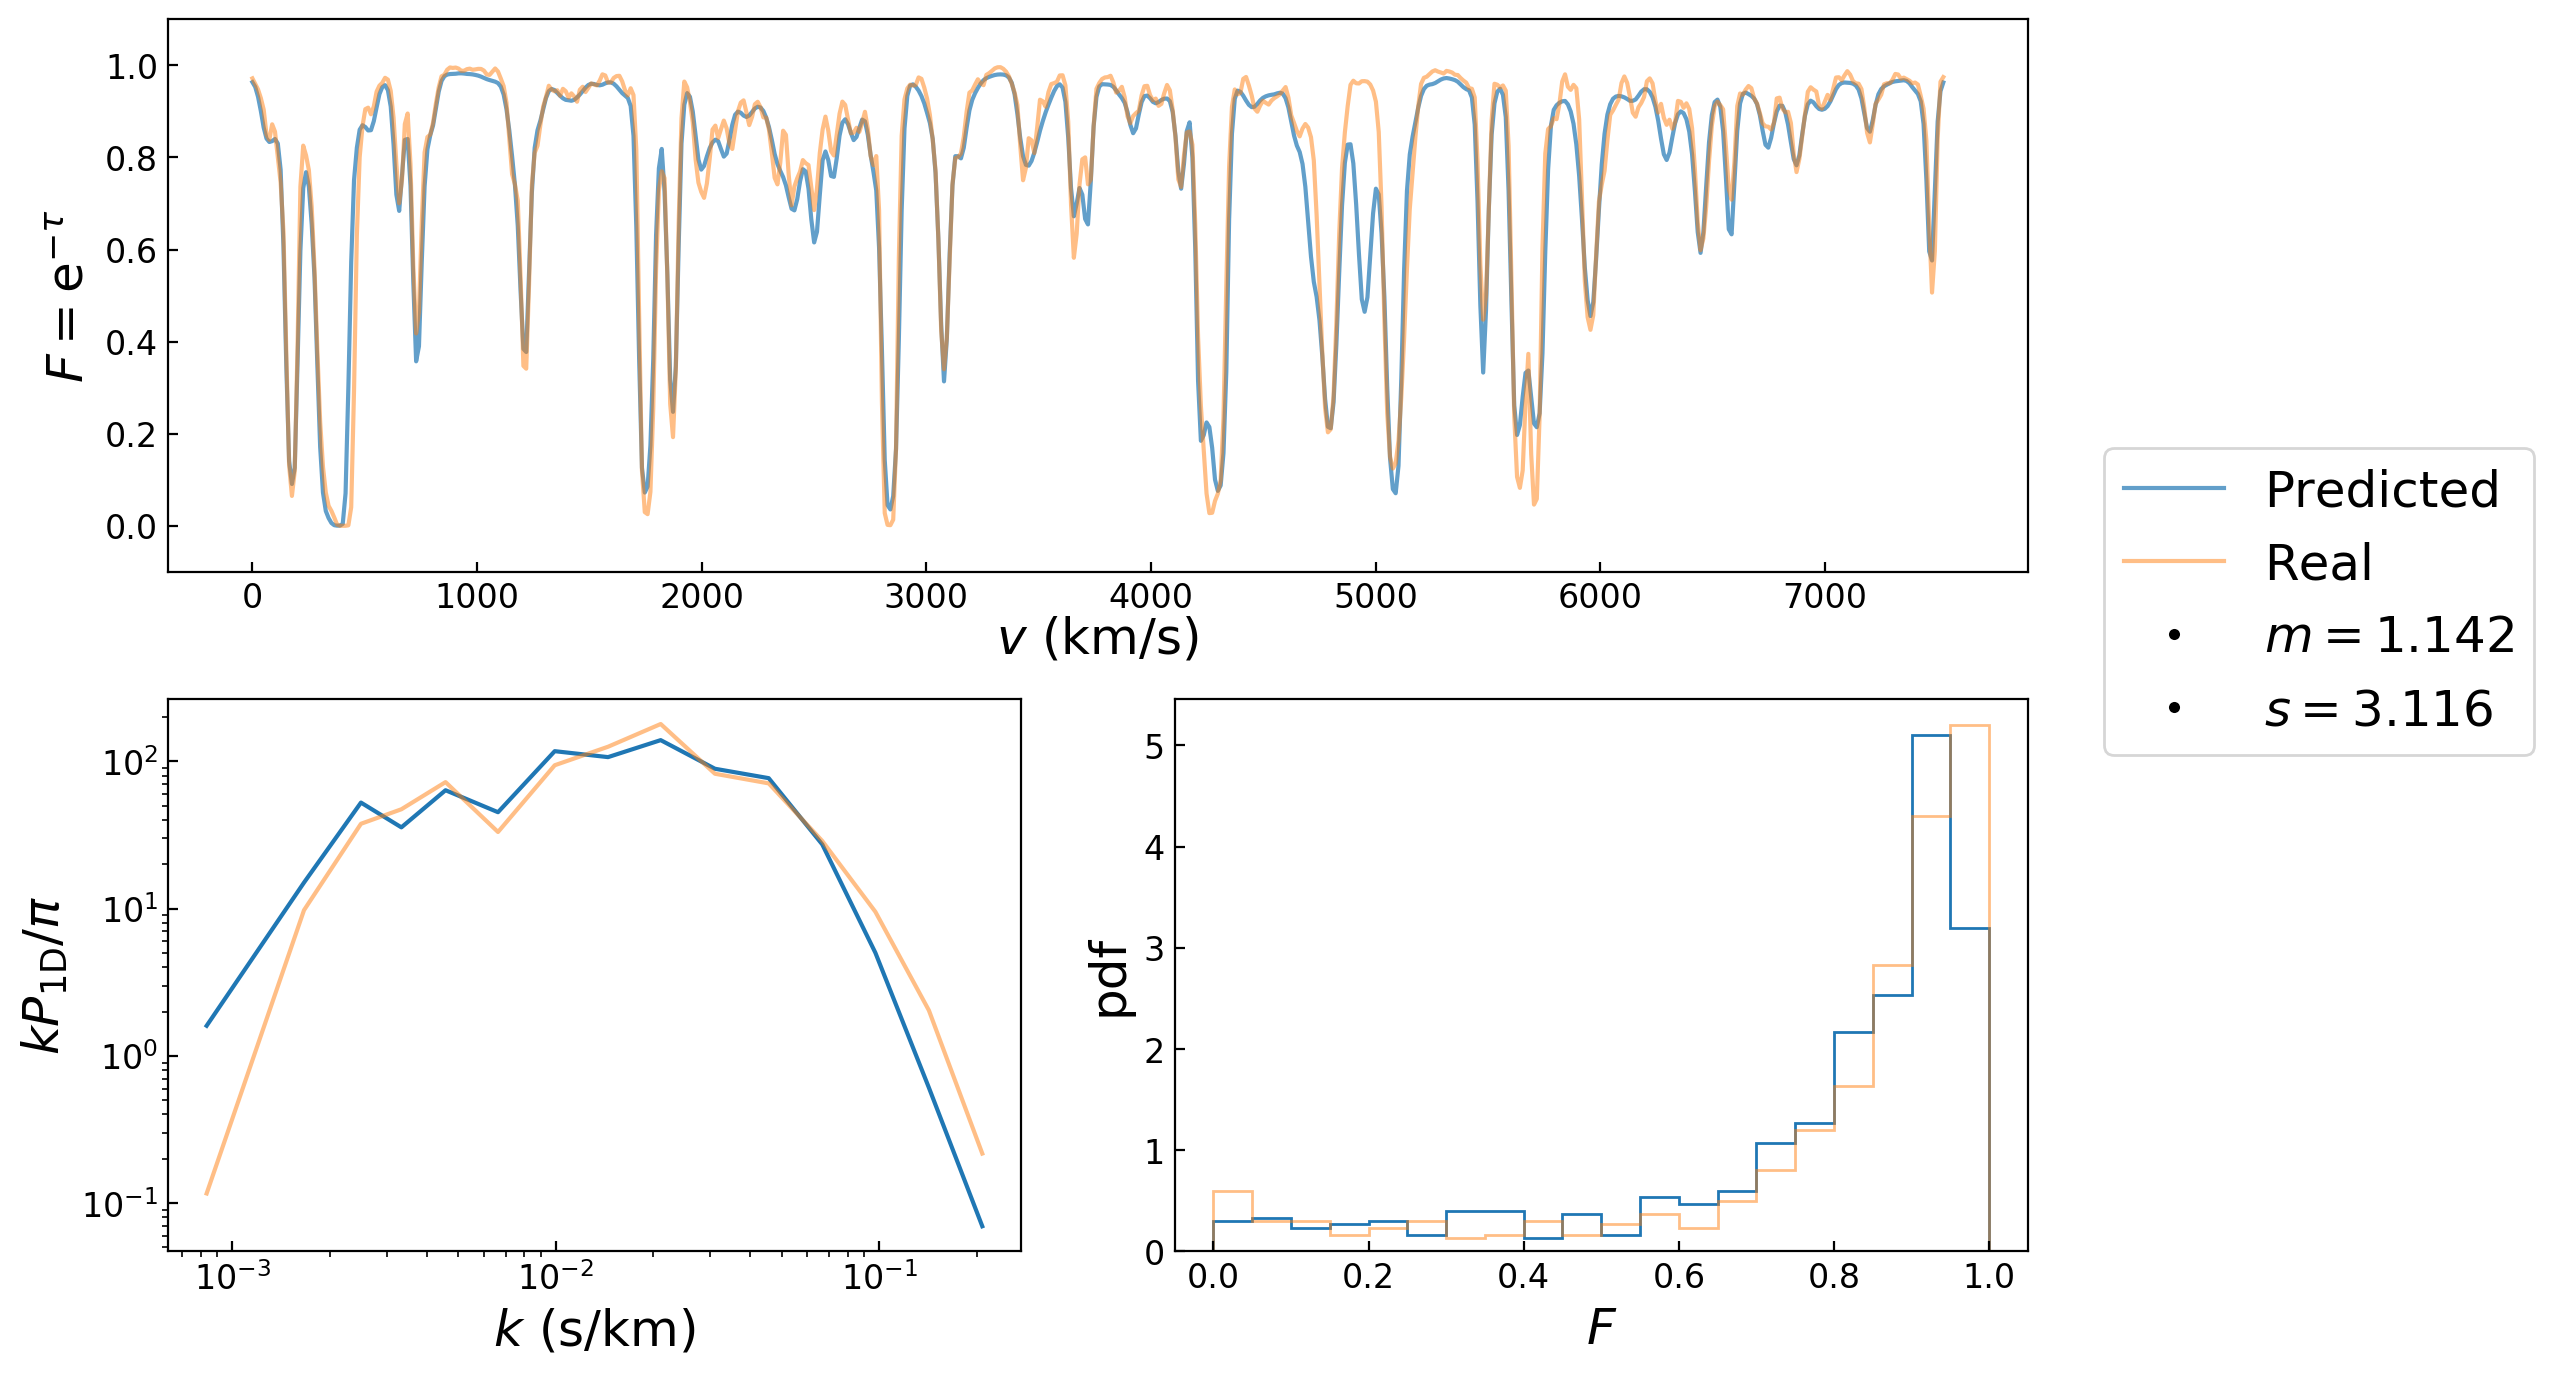 F = e^{-τ}
1.0
0.8
0.6
0.4
0.2
0.0
0 1000 2000 3000 4000 5000 6000 7000
v (km/s)
Predicted
Real
m = 1.142
s = 3.116
kP_{1D}/π
10^2
10^1
10^0
10^{-1}
10^{-3} 10^{-2} 10^{-1}
k (s/km)
pdf
5
4
3
2
1
0
0.0 0.2 0.4 0.6 0.8 1.0
F